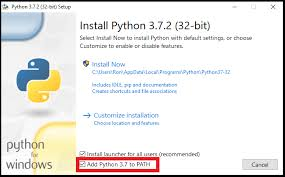 Python 3.7.2 (32-bit) Setup
Install Python 3.7.2 (32-bit)
Select Install Now to install Python with default settings, or choose
Customize to enable or disable features.
Install Now
C:\Users\Ron\AppData\Local\Programs\Python\Python37-32
Includes IDLE, pip and documentation
Creates shortcuts and file associations
Customize installation
Choose location and features
Install launcher for all users (recommended)
Add Python 3.7 to PATH
Cancel
python
for
windows